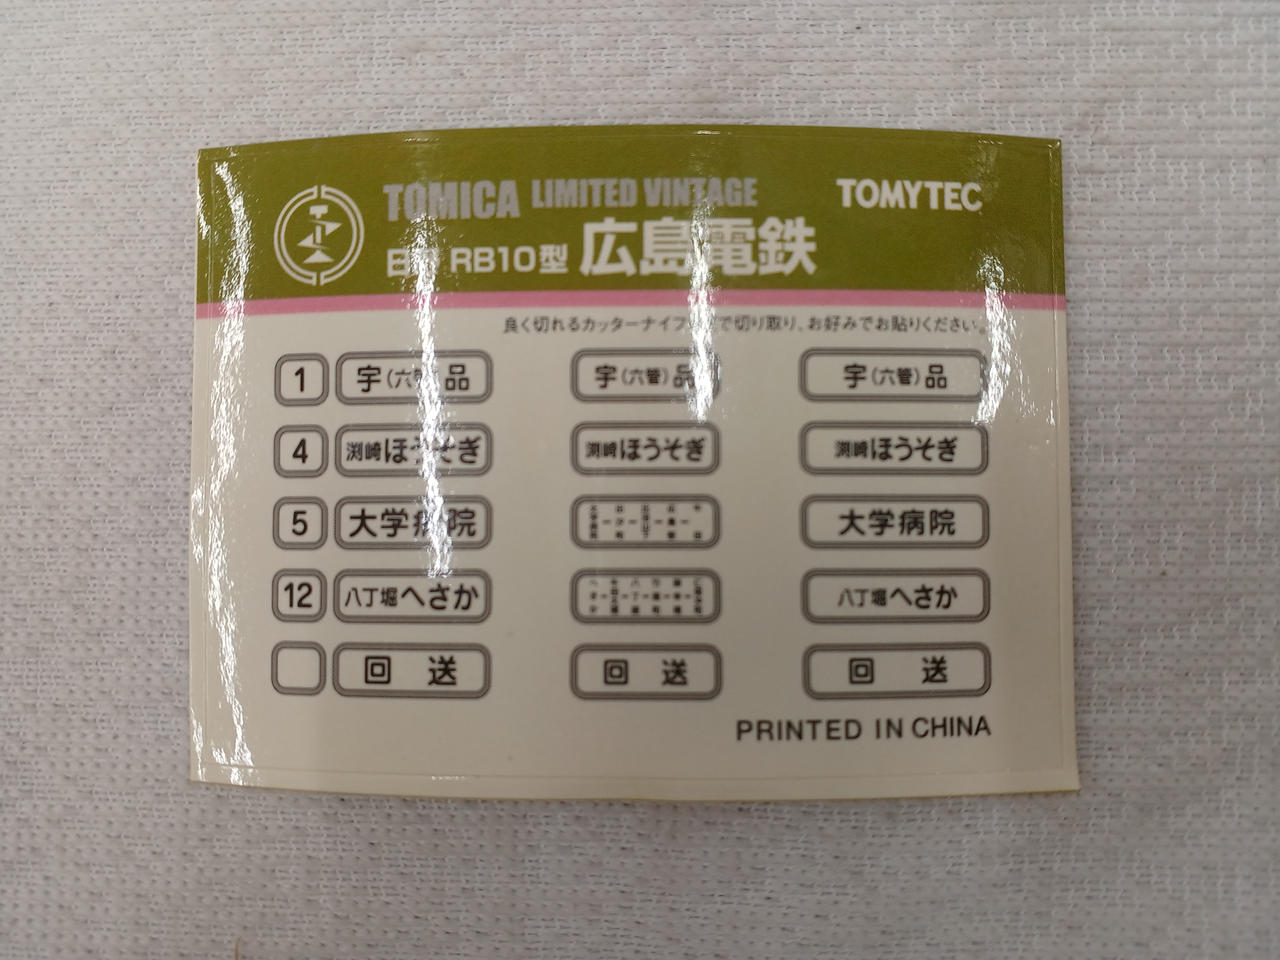 TOMICA LIMITED VINTAGE TOMYTEC
RB10型 広島電鉄
良く切れるカッターナイフ で切り取り、お好みでお貼りください。
1 宇(六管)品 宇(六管)品 宇(六管)品
4 渕崎ほうそぎ 渕崎ほうそぎ 渕崎ほうそぎ
5 大学病院 大学病院
12 八丁堀へさか 八丁堀へさか
回送 回送 回送
PRINTED IN CHINA